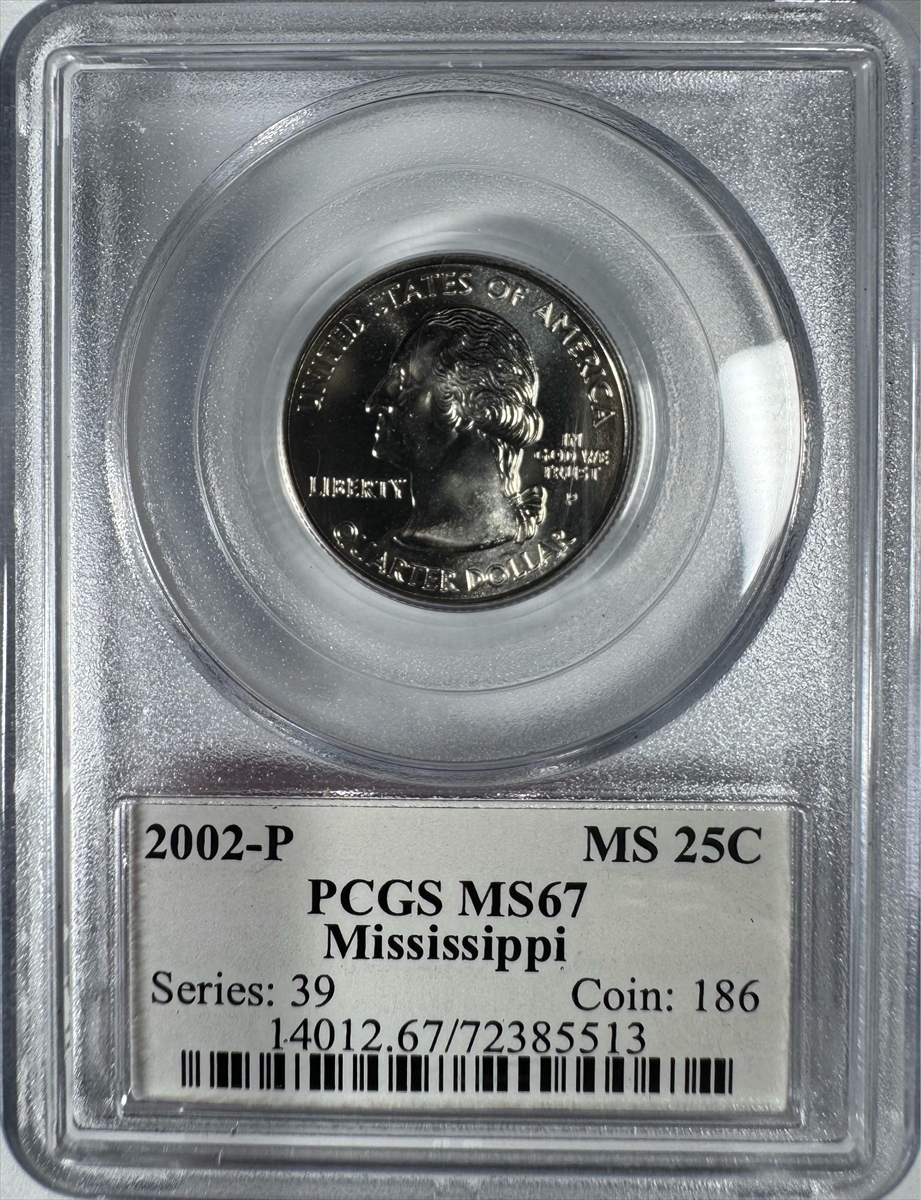 UNITED STATES OF AMERICA
IN
GOD WE
TRUST
LIBERTY
P
QUARTER DOLLAR
2002-P MS 25C
PCGS MS67
Mississippi
Series: 39 Coin: 186
14012.67/72385513